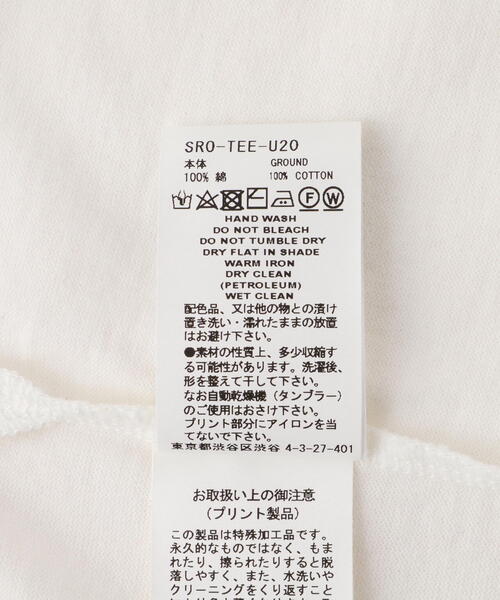 SRO-TEE-U20
本体 GROUND
100% 綿 100% COTTON
HAND WASH
DO NOT BLEACH
DO NOT TUMBLE DRY
DRY FLAT IN SHADE
WARM IRON
DRY CLEAN
(PETROLEUM)
WET CLEAN
配色品、又は他の物との漬け
置き洗い・濡れたままの放置
はお避け下さい。
●素材の性質上、多少収縮す
る可能性があります。洗濯後、
形を整えて干して下さい。
なお自動乾燥機（タンブラー）
のご使用はおさけ下さい。
プリント部分にアイロンを当
てないで下さい。
東京都渋谷区渋谷 4-3-27-401
お取扱い上の御注意
（プリント製品）
この製品は特殊加工品です。
永久的なものではなく、もま
れたり、擦られたりすると脱
落しやすく、また、水洗いや
クリーニングをくり返すこと